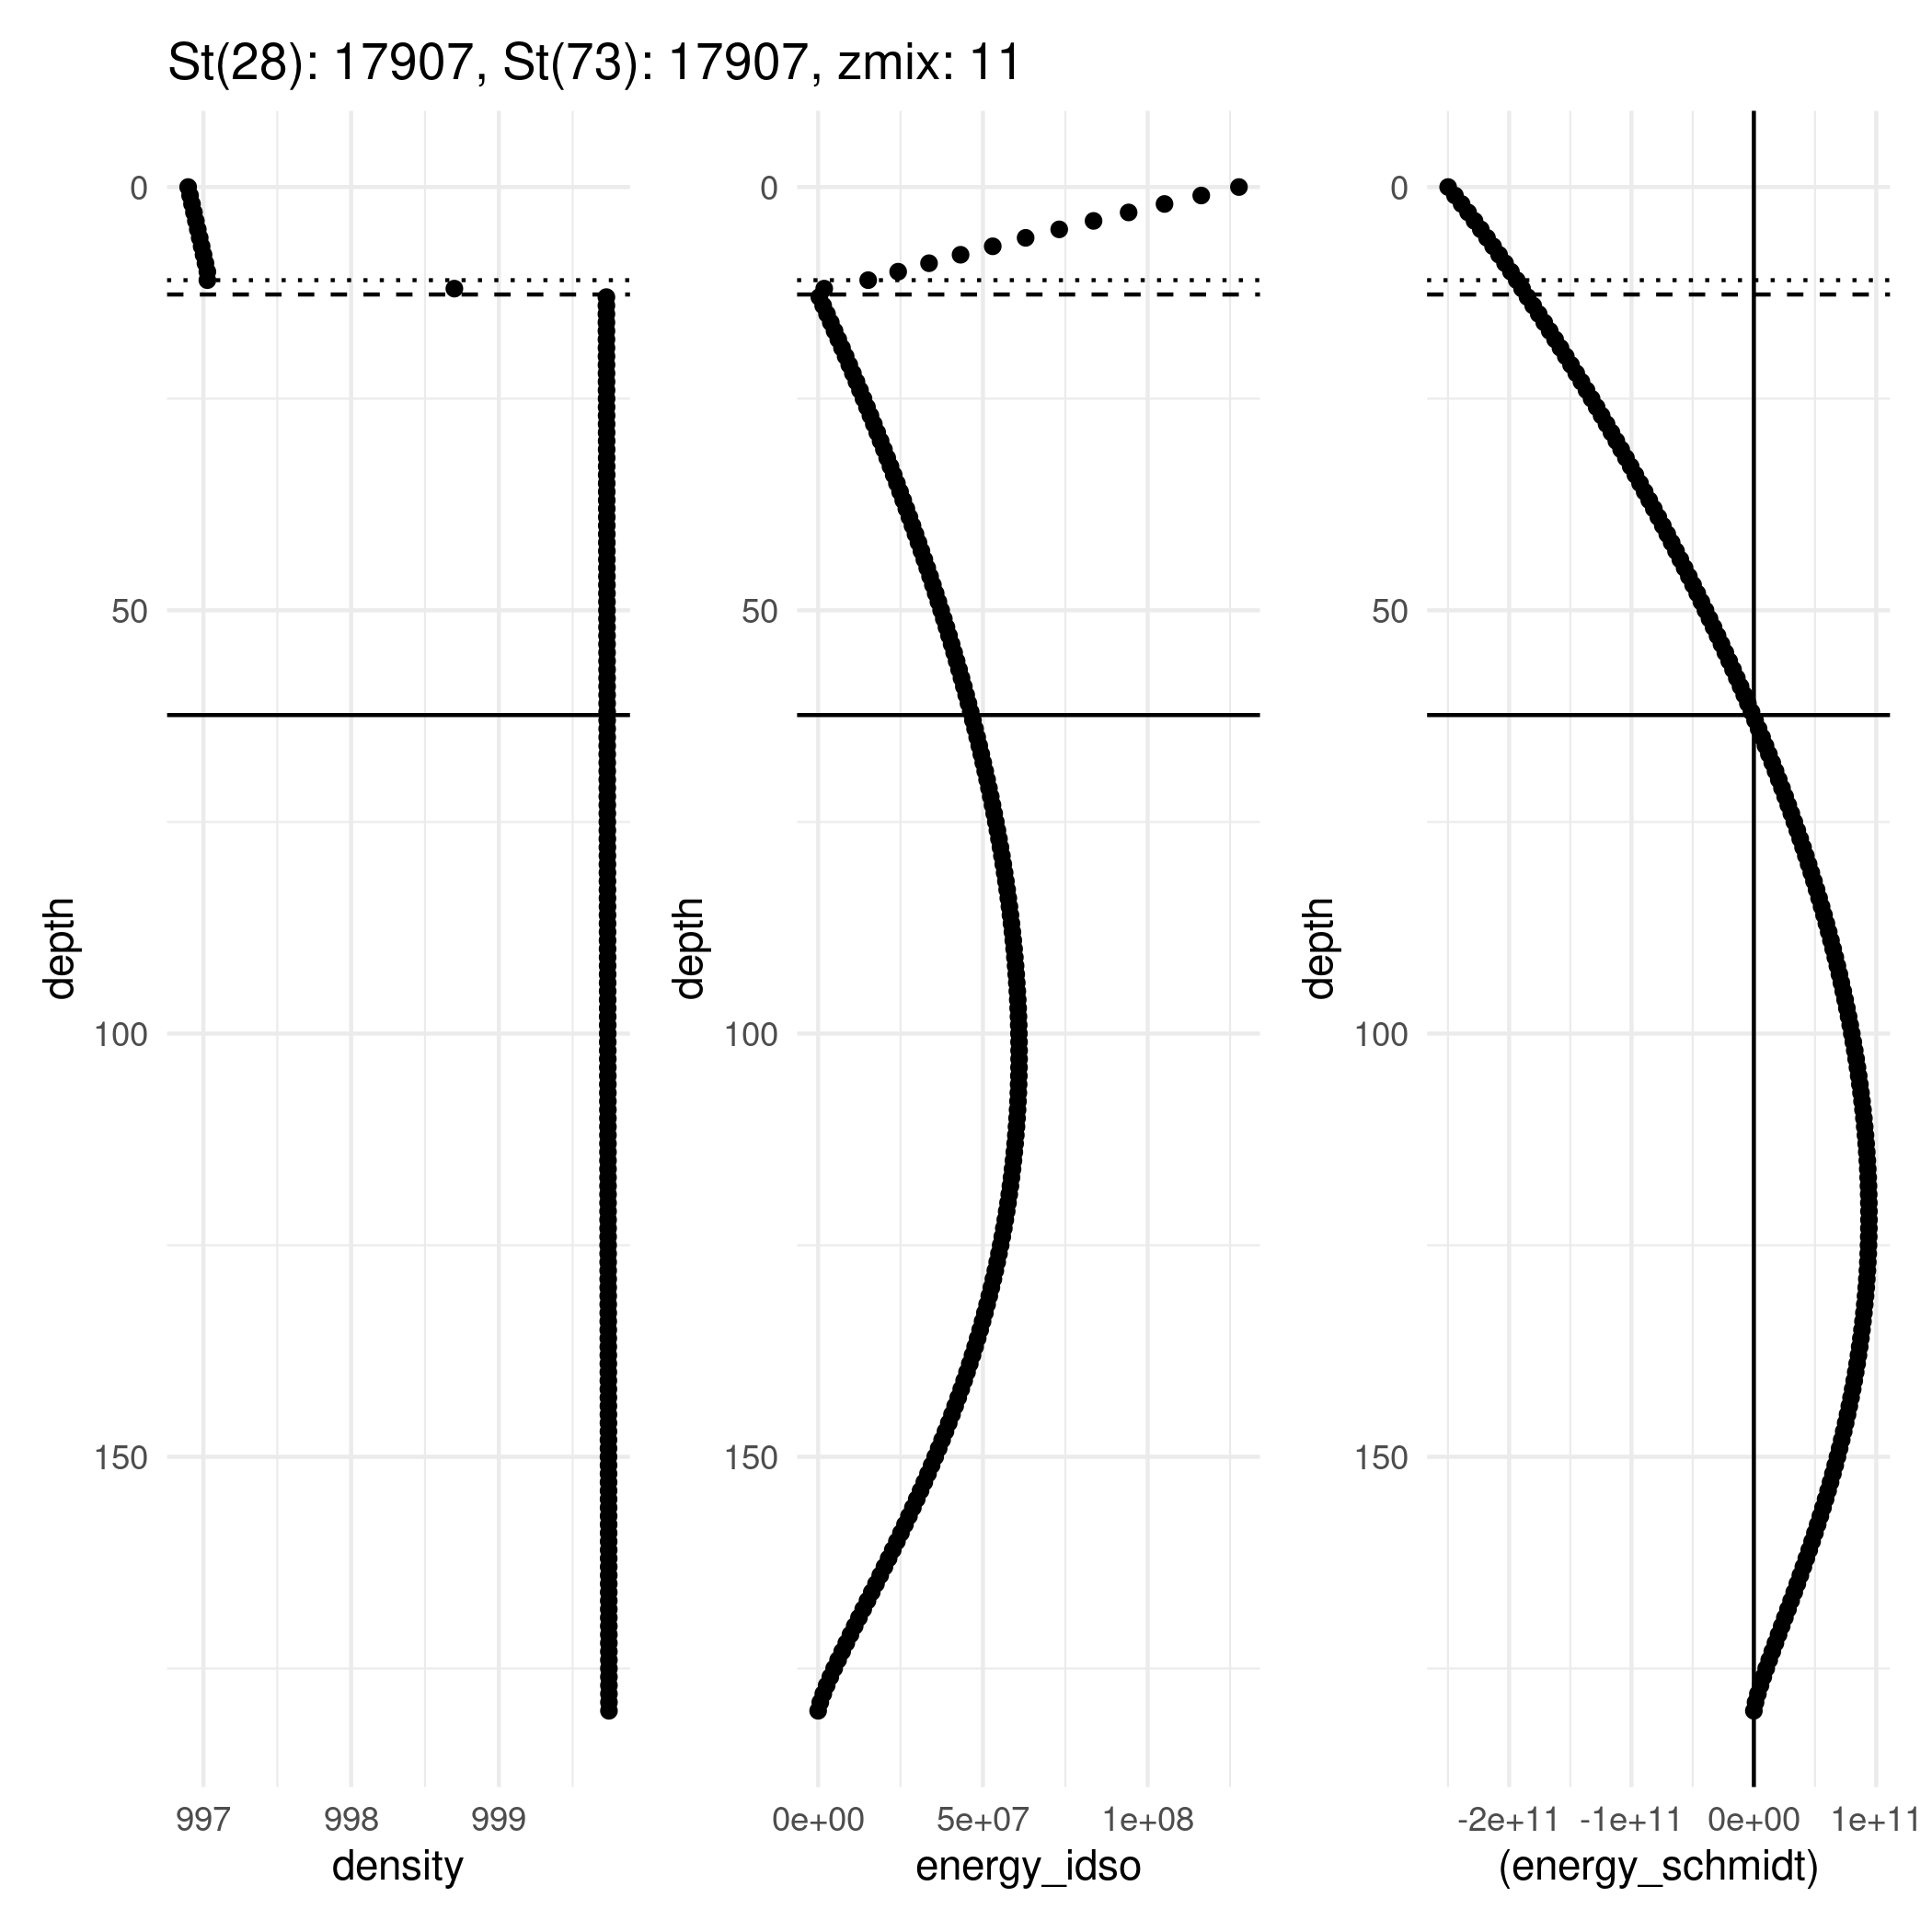 St(28): 17907, St(73): 17907, zmix: 11
0
50
100
150
depth
997 998 999
density
0
50
100
150
depth
0e+00 5e+07 1e+08
energy_idso
0
50
100
150
depth
-2e+11 -1e+11 0e+00 1e+11
(energy_schmidt)